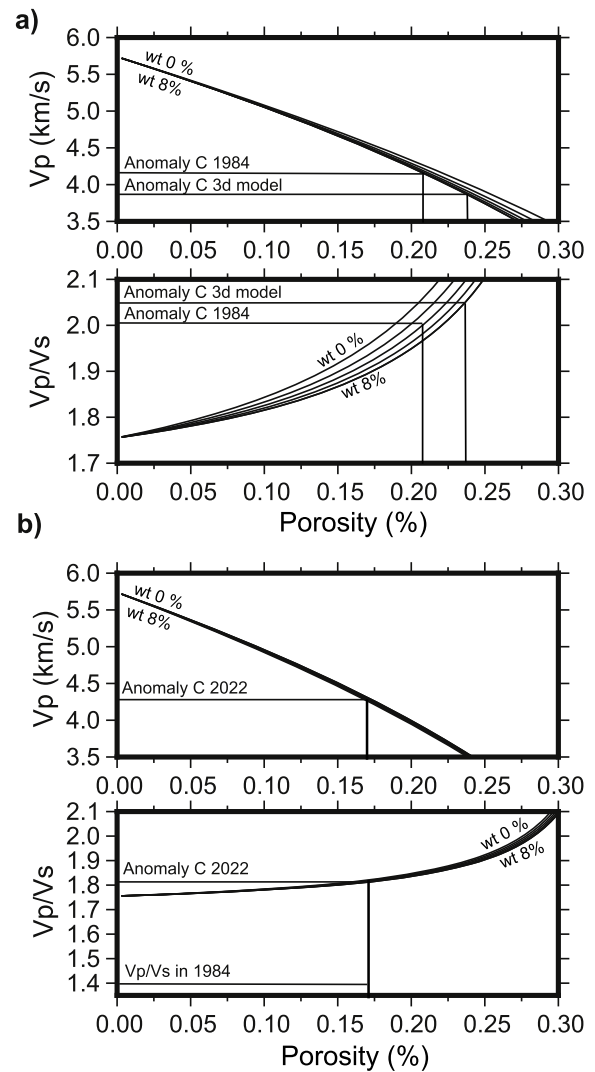 a)
6.0
wt 0 %
5.5
wt 8%
5.0
Vp (km/s)
4.5
Anomaly C 1984
4.0
Anomaly C 3d model
3.5
0.00 0.05 0.10 0.15 0.20 0.25 0.30
2.1
Anomaly C 3d model
2.0
Anomaly C 1984
wt 0 %
1.9
Vp/Vs
wt 8%
1.8
1.7
0.00 0.05 0.10 0.15 0.20 0.25 0.30
Porosity (%)
b)
6.0
wt 0 %
5.5
wt 8%
5.0
Vp (km/s)
4.5
Anomaly C 2022
4.0
3.5
0.00 0.05 0.10 0.15 0.20 0.25 0.30
2.1
2.0
wt 0 %
1.9
wt 8%
Anomaly C 2022
1.8
Vp/Vs
1.7
1.6
1.5
Vp/Vs in 1984
1.4
0.00 0.05 0.10 0.15 0.20 0.25 0.30
Porosity (%)